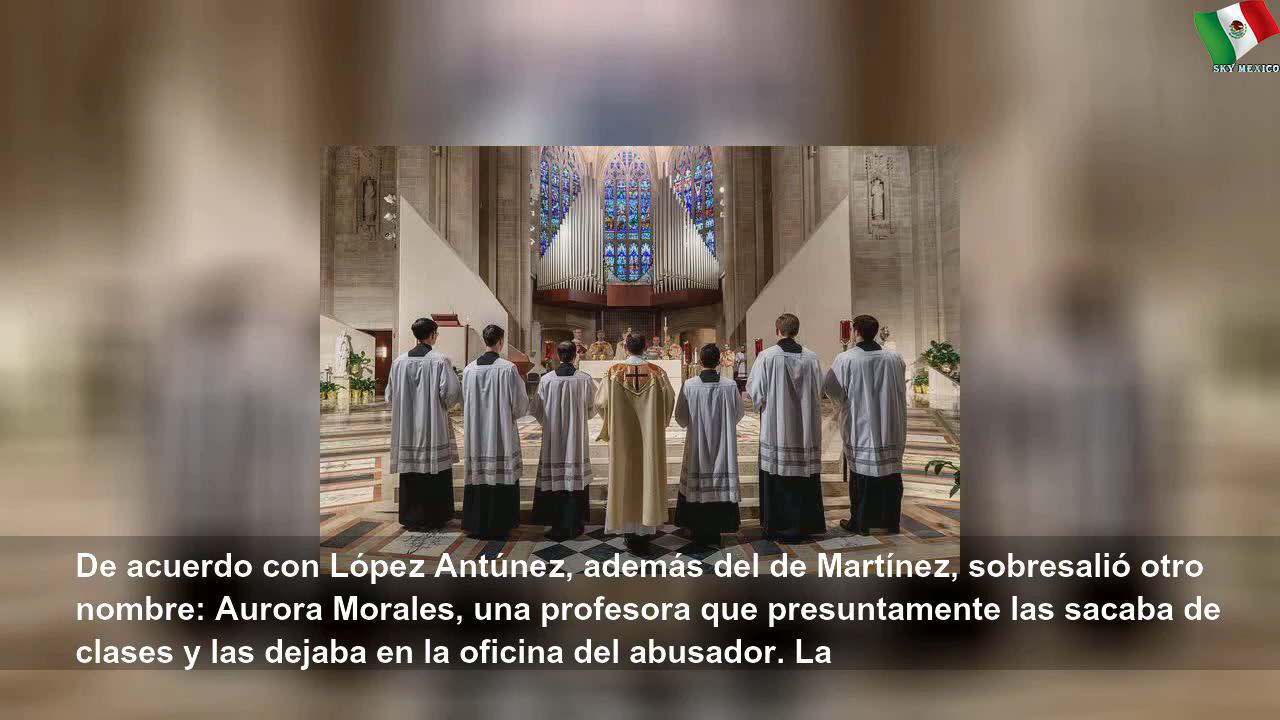 SKY MEXICO
De acuerdo con López Antúnez, además del de Martínez, sobresalió otro
nombre: Aurora Morales, una profesora que presuntamente las sacaba de
clases y las dejaba en la oficina del abusador. La